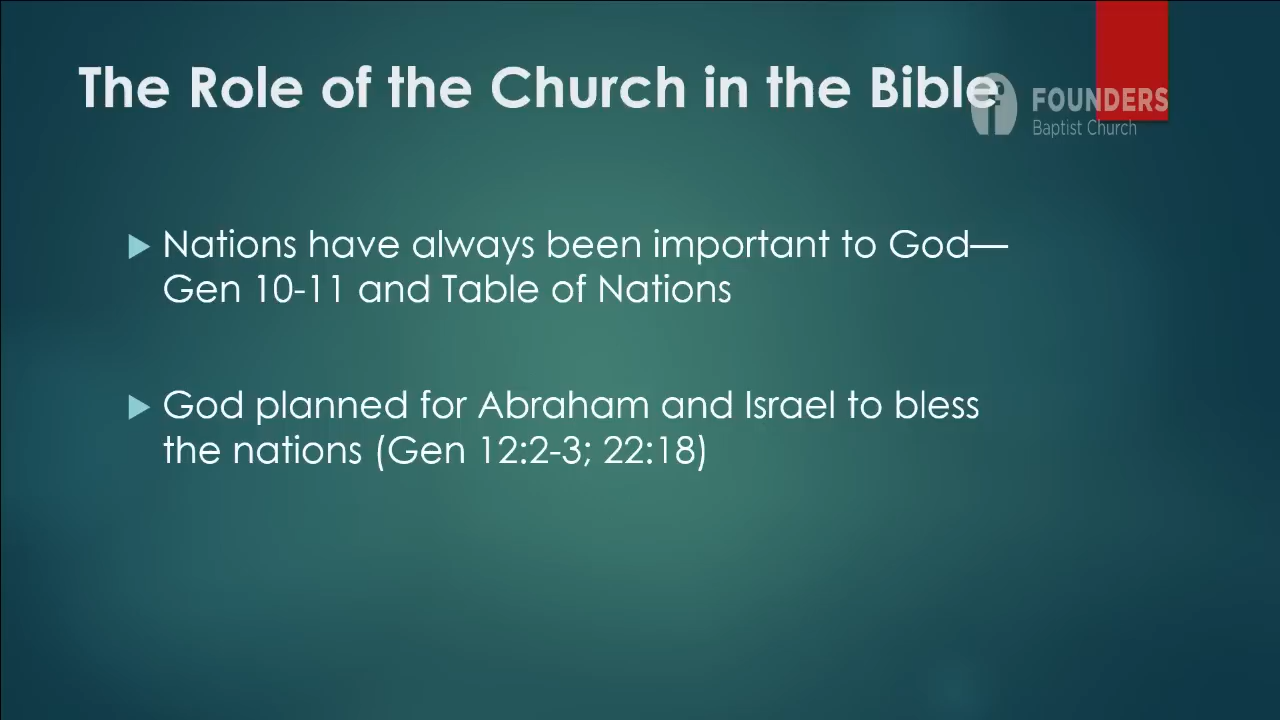 The Role of the Church in the Bible
FOUNDERS
Baptist Church
Nations have always been important to God—
Gen 10-11 and Table of Nations
God planned for Abraham and Israel to bless
the nations (Gen 12:2-3; 22:18)